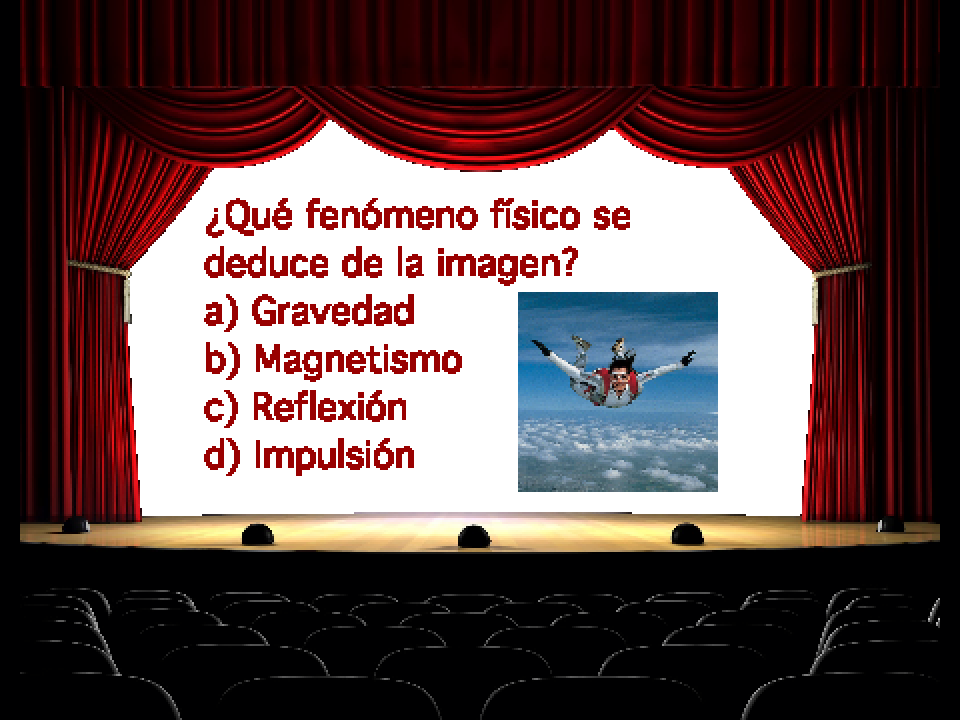 ¿Qué fenómeno físico se
deduce de la imagen?
a) Gravedad
b) Magnetismo
c) Reflexión
d) Impulsión